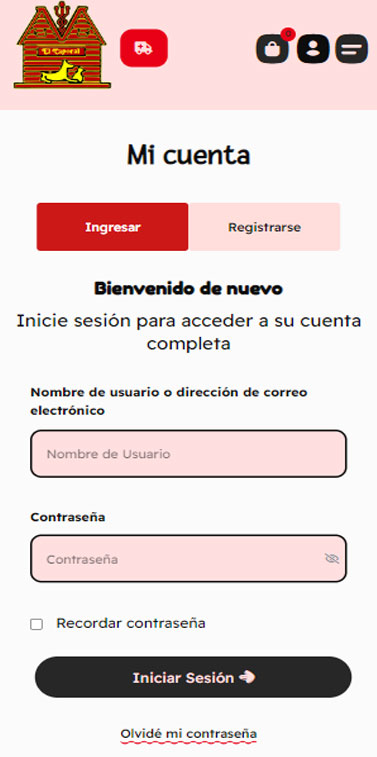 El Caporal
0
Mi cuenta
Ingresar
Registrarse
Bienvenido de nuevo
Inicie sesión para acceder a su cuenta
completa
Nombre de usuario o dirección de correo
electrónico
Nombre de Usuario
Contraseña
Contraseña
Recordar contraseña
Iniciar Sesión
Olvidé mi contraseña